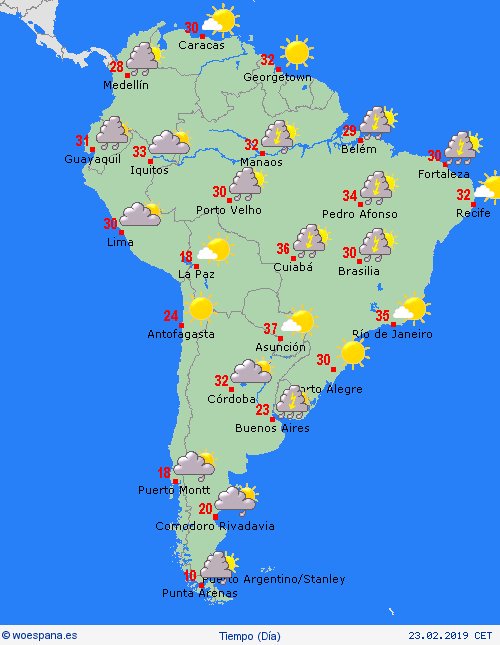 30
Caracas
32
Georgetown
28
Medellín
31
Guayaquil
33
Iquitos
32
Manaos
29
Belém
30
Fortaleza
30
Porto Velho
34
Pedro Afonso
32
Recife
30
Lima
18
La Paz
36
Cuiabá
30
Brasilia
24
Antofagasta
37
Asunción
35
Río de Janeiro
30
Porto Alegre
32
Córdoba
23
Buenos Aires
18
Puerto Montt
20
Comodoro Rivadavia
10
Puerto Argentino/Stanley
Punta Arenas
© woespana.es
Tiempo (Día)
23.02.2019 CET